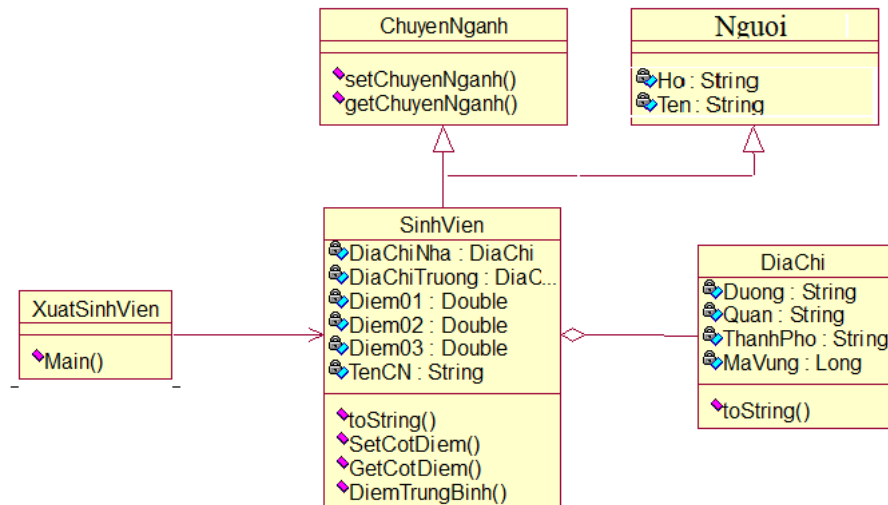 ChuyenNganh
setChuyenNganh()
getChuyenNganh()
Nguoi
Ho : String
Ten : String
SinhVien
DiaChiNha : DiaChi
DiaChiTruong : DiaC...
Diem01 : Double
Diem02 : Double
Diem03 : Double
TenCN : String
toString()
SetCotDiem()
GetCotDiem()
DiemTrungBinh()
XuatSinhVien
Main()
DiaChi
Duong : String
Quan : String
ThanhPho : String
MaVung : Long
toString()